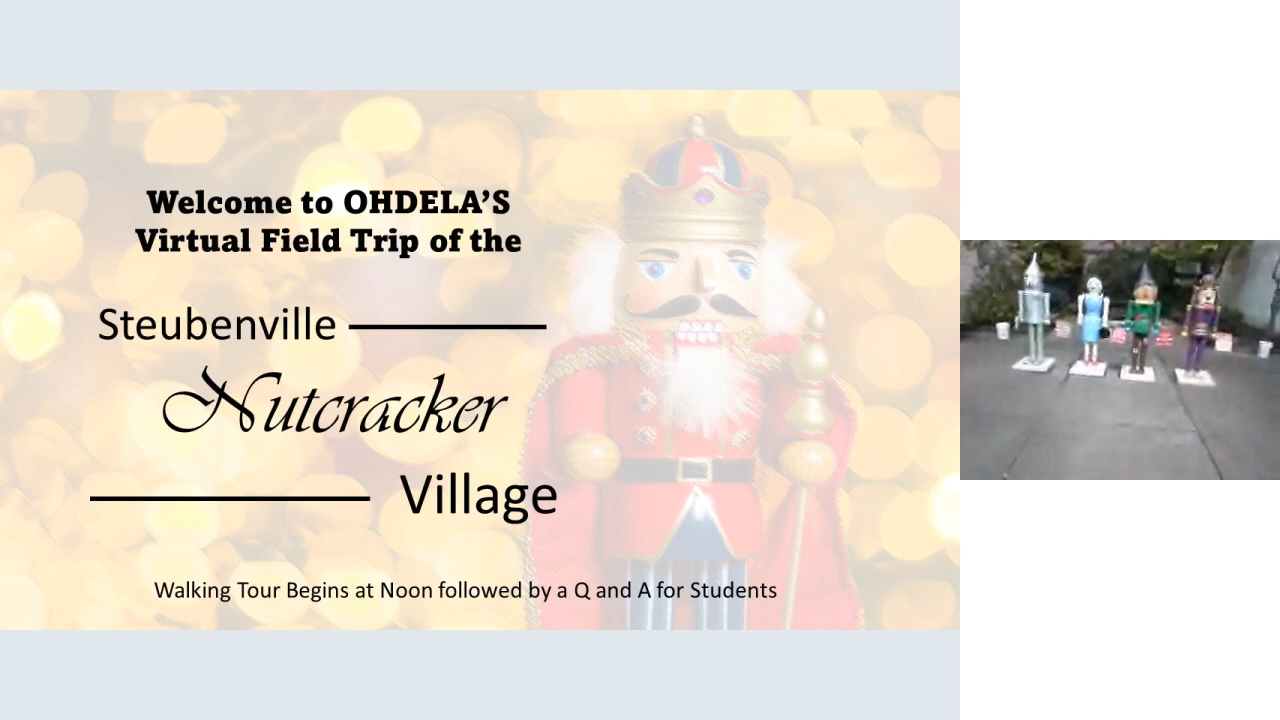 Welcome to OHDELA’S
Virtual Field Trip of the
Steubenville
Nutcracker
Village
Walking Tour Begins at Noon followed by a Q and A for Students